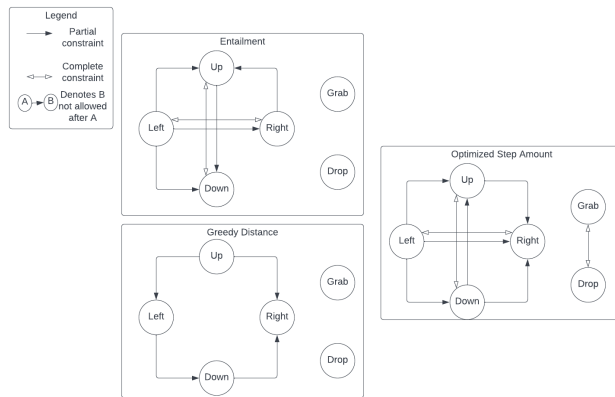 Legend
Partial
constraint
Complete
constraint
A
B
Denotes B
not allowed
after A
Entailment
Up
Grab
Left
Right
Drop
Down
Greedy Distance
Up
Grab
Left
Right
Drop
Down
Optimized Step Amount
Up
Grab
Left
Right
Drop
Down